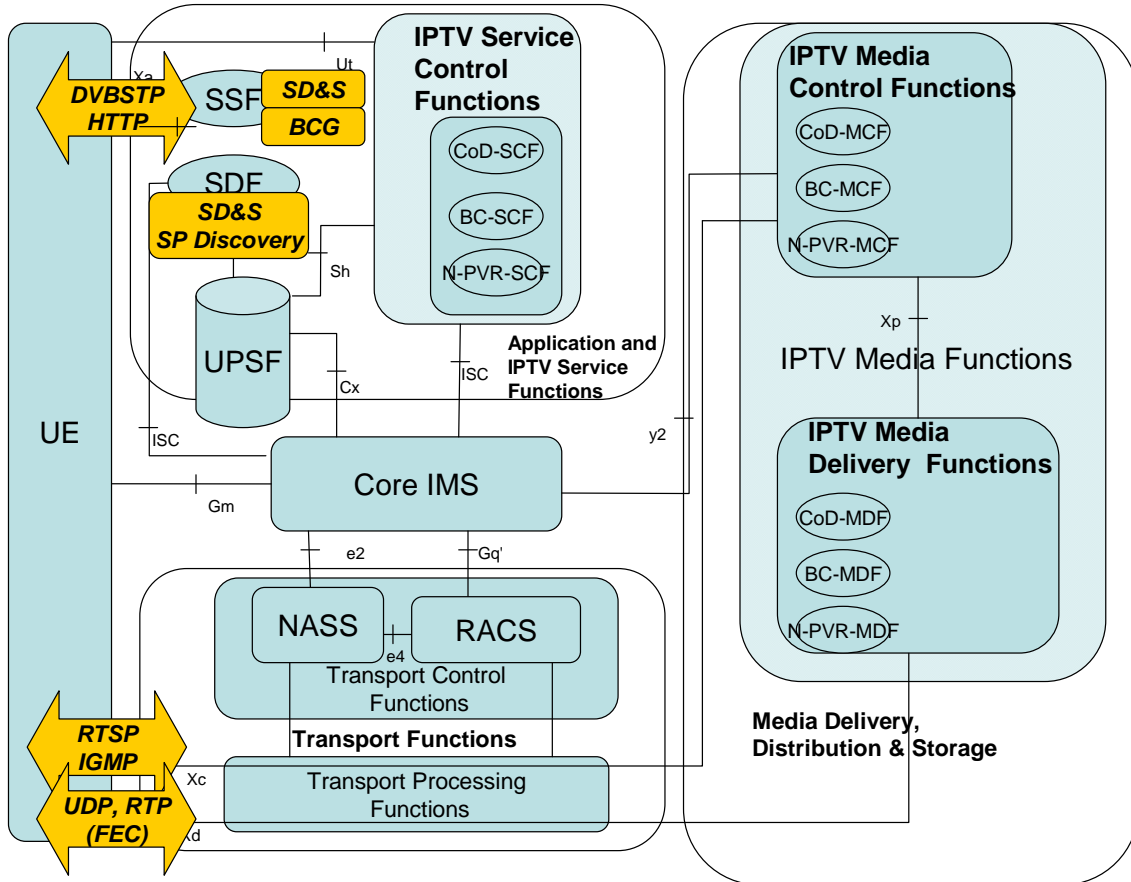 UE
Xa
Ut
DVBSTP
HTTP
SSF
SD&S
BCG
SDF
SD&S
SP Discovery
Sh
UPSF
Cx
ISC
IPTV Service
Control
Functions
CoD-SCF
BC-SCF
N-PVR-SCF
ISC
Application and
IPTV Service
Functions
Gm
Core IMS
y2
e2
Gq'
NASS
RACS
e4
Transport Control
Functions
Transport Functions
Transport Processing
Functions
RTSP
IGMP
Xc
UDP, RTP
(FEC)
Xd
IPTV Media
Control Functions
CoD-MCF
BC-MCF
N-PVR-MCF
Xp
IPTV Media Functions
IPTV Media
Delivery Functions
CoD-MDF
BC-MDF
N-PVR-MDF
Media Delivery,
Distribution & Storage